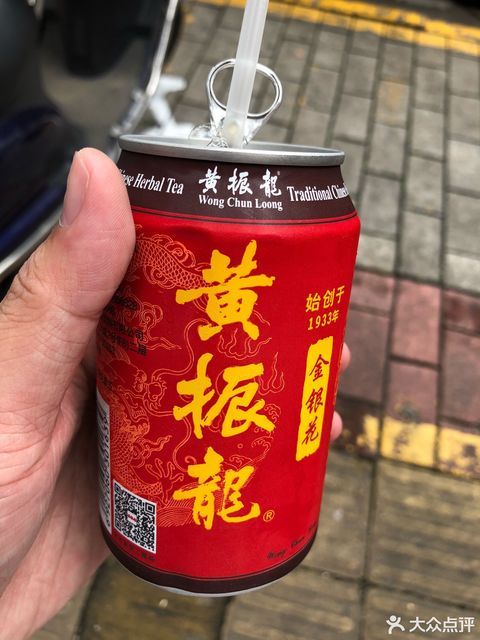 Herbal Tea
黄振龍
Wong Chun Loong
Traditional
黄振龍
®
始创于
1933年
金银花
大众点评